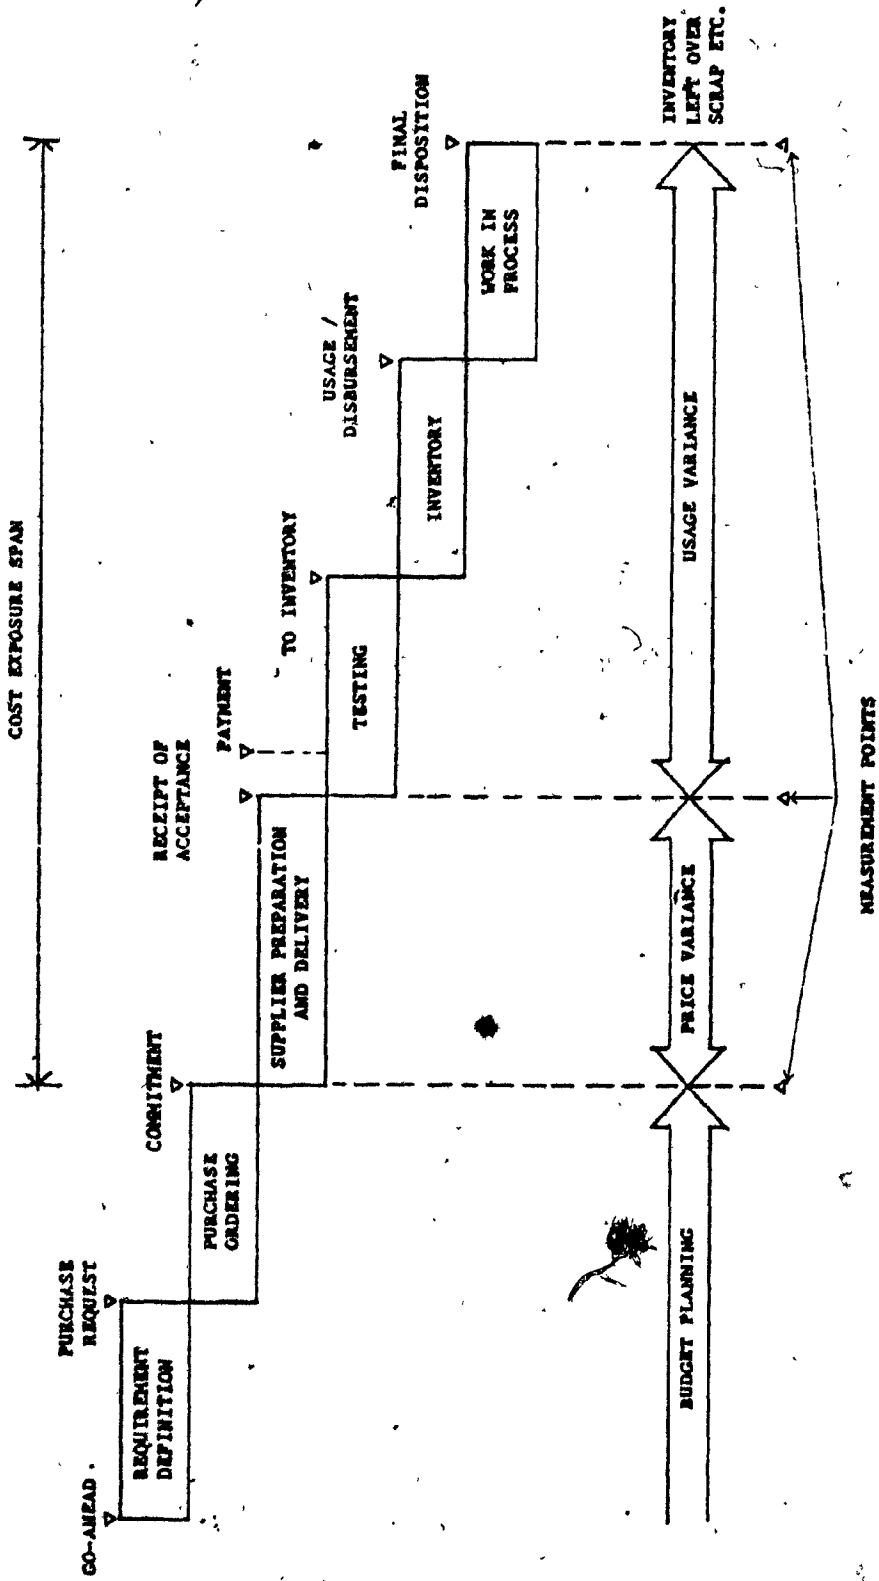 COST EXPOSURE SPAN
GO-AHEAD
PURCHASE
REQUEST
COMMITMENT
RECEIPT OF
ACCEPTANCE
PAYMENT
TO INVENTORY
USAGE /
DISBURSEMENT
FINAL
DISPOSITION
REQUIREMENT
DEFINITION
PURCHASE
ORDERING
SUPPLIER PREPARATION
AND DELIVERY
TESTING
INVENTORY
WORK IN
PROCESS
BUDGET PLANNING
PRICE VARIANCE
USAGE VARIANCE
INVENTORY
LEFT OVER
SCRAP ETC.
MEASUREMENT POINTS